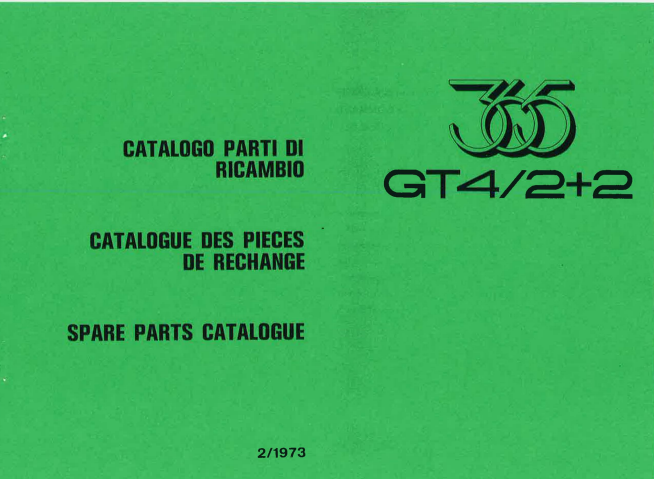 CATALOGO PARTI DI
RICAMBIO
CATALOGUE DES PIECES
DE RECHANGE
SPARE PARTS CATALOGUE
2/1973
365
GT4/2+2